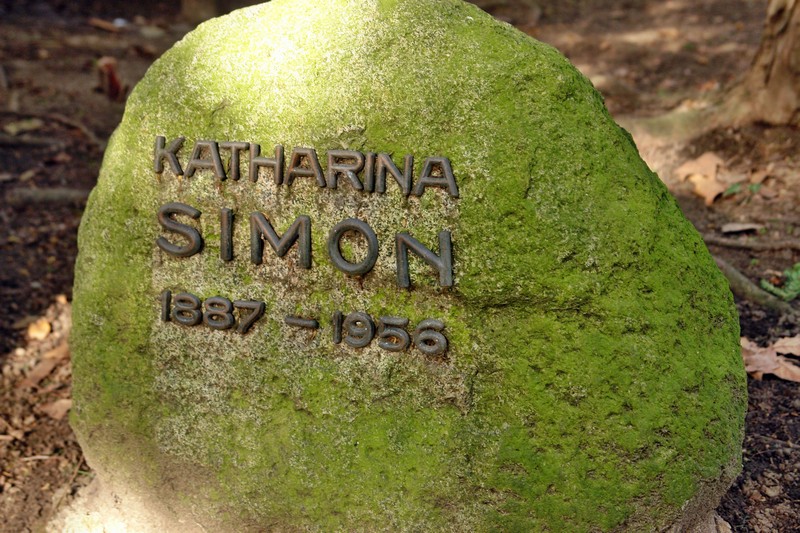 KATHARINA
SIMON
1887 – 1956